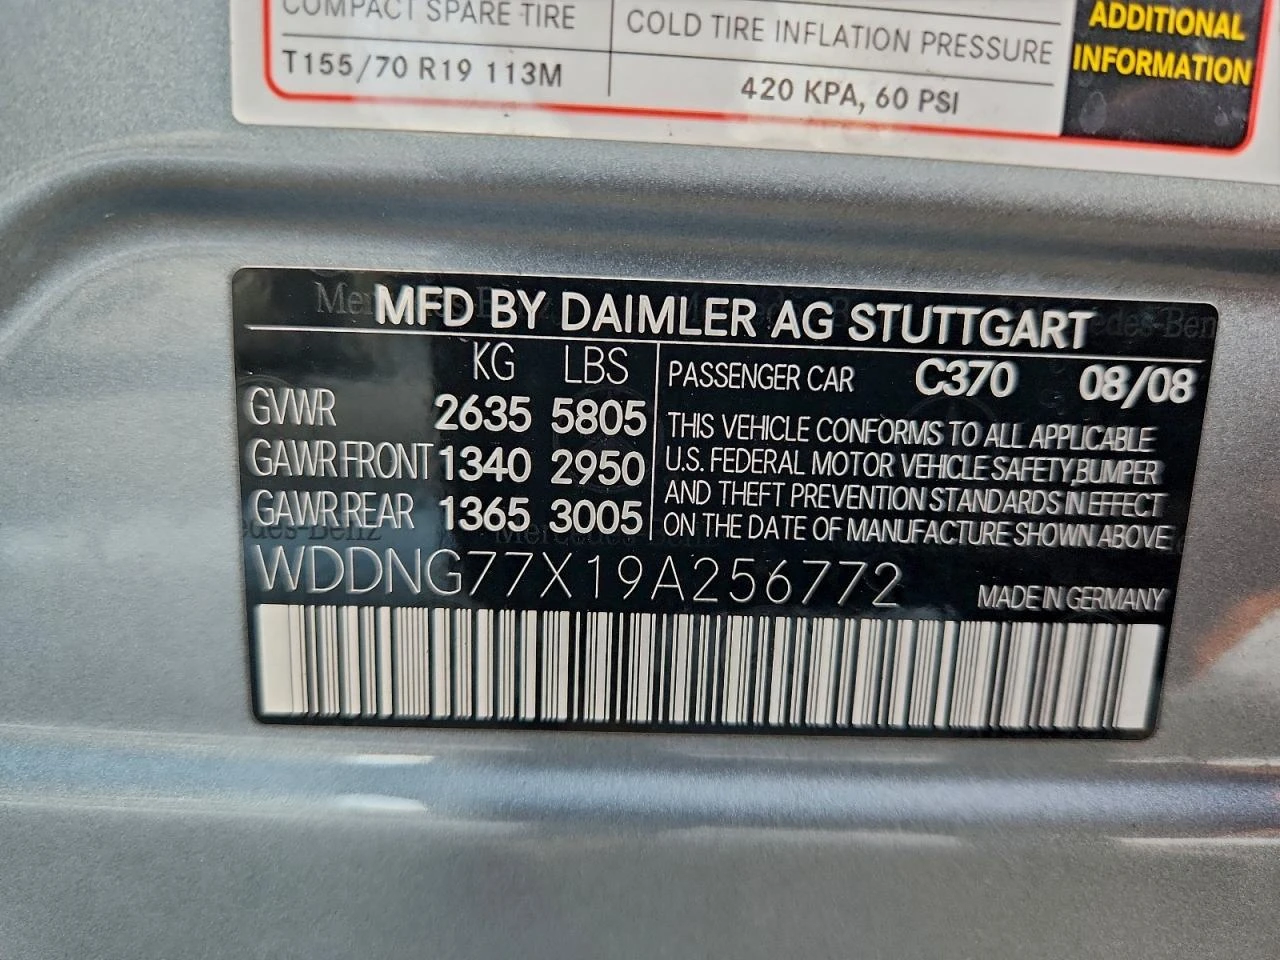 COMPACT SPARE TIRE
COLD TIRE INFLATION PRESSURE
T155/70 R19 113M
420 KPA, 60 PSI
ADDITIONAL
INFORMATION
MFD BY DAIMLER AG STUTTGART
KG LBS
GVWR 2635 5805
GAWR FRONT 1340 2950
GAWR REAR 1365 3005
PASSENGER CAR C370 08/08
THIS VEHICLE CONFORMS TO ALL APPLICABLE
U.S. FEDERAL MOTOR VEHICLE SAFETY,BUMPER
AND THEFT PREVENTION STANDARDS IN EFFECT
ON THE DATE OF MANUFACTURE SHOWN ABOVE
WDDNG77X19A256772
MADE IN GERMANY